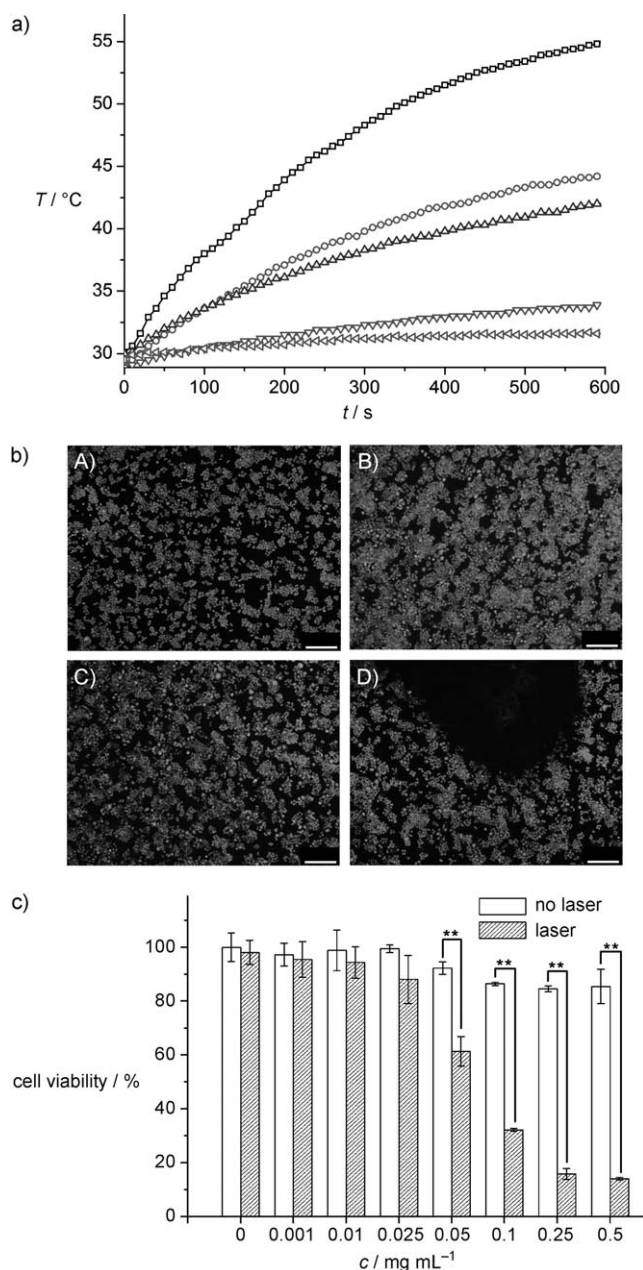 a)
55
50
45
T / °C
40
35
30
0 100 200 300 400 500 600
t / s
b)
A)
B)
C)
D)
c)
no laser
laser
100
80
60
40
20
0
cell viability / %
** ** ** **
0 0.001 0.01 0.025 0.05 0.1 0.25 0.5
c / mg mL⁻¹